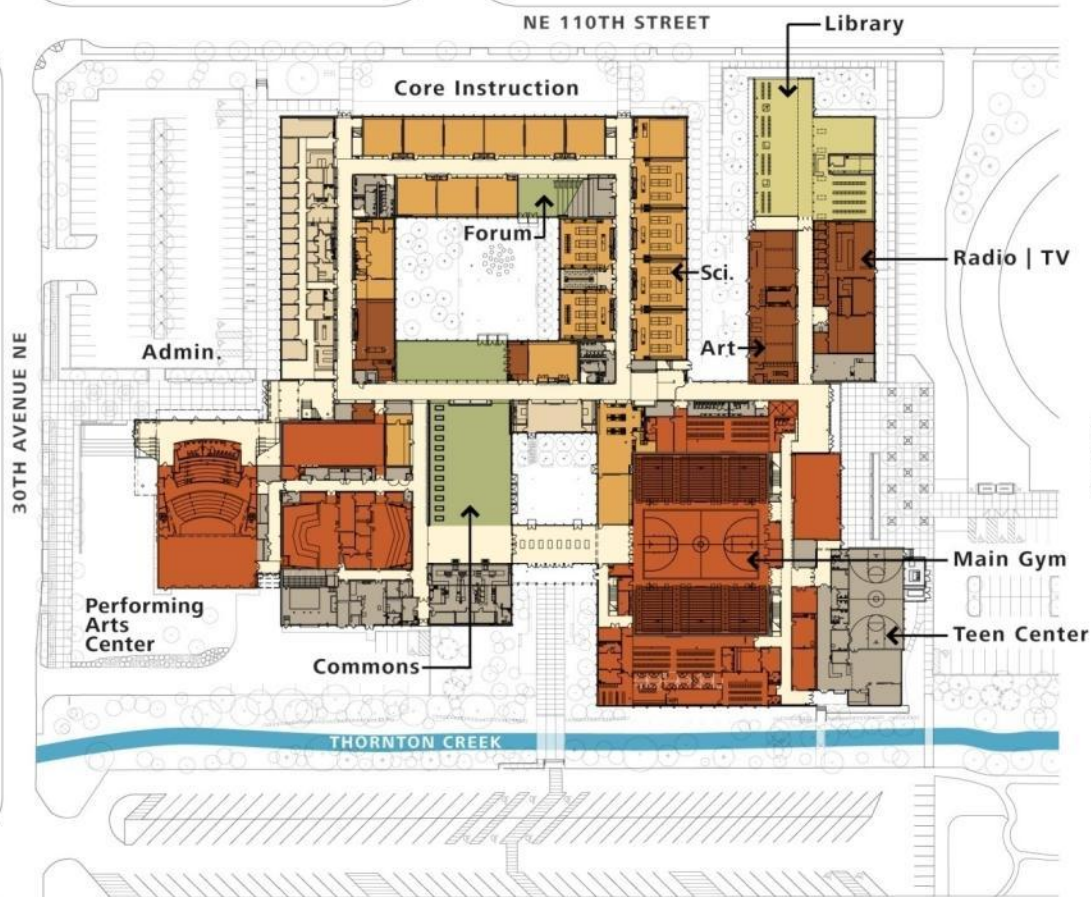 NE 110TH STREET
Library
Core Instruction
Forum
Sci.
Radio | TV
Art
Admin.
30TH AVENUE NE
Main Gym
Performing
Arts
Center
Teen Center
Commons
THORNTON CREEK